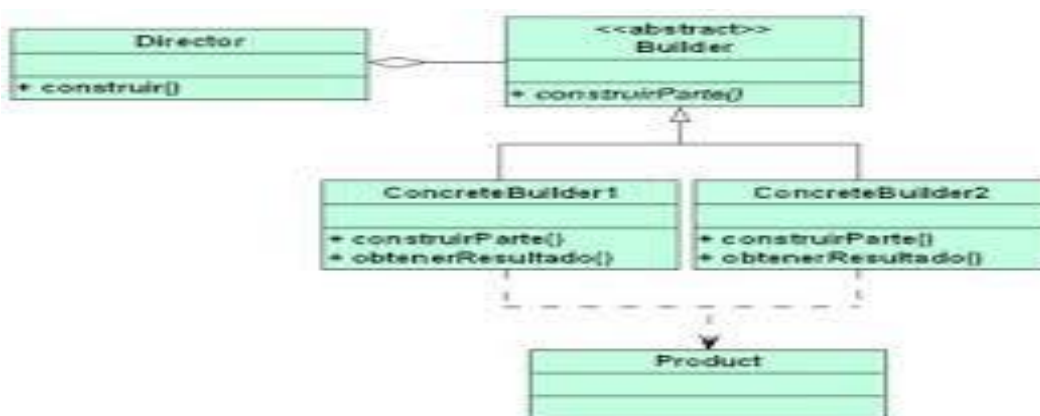 Director
+ construir()
<<abstract>>
Builder
+ construirParte()
ConcreteBuilder1
+ construirParte()
+ obtenerResultado()
ConcreteBuilder2
+ construirParte()
+ obtenerResultado()
Product